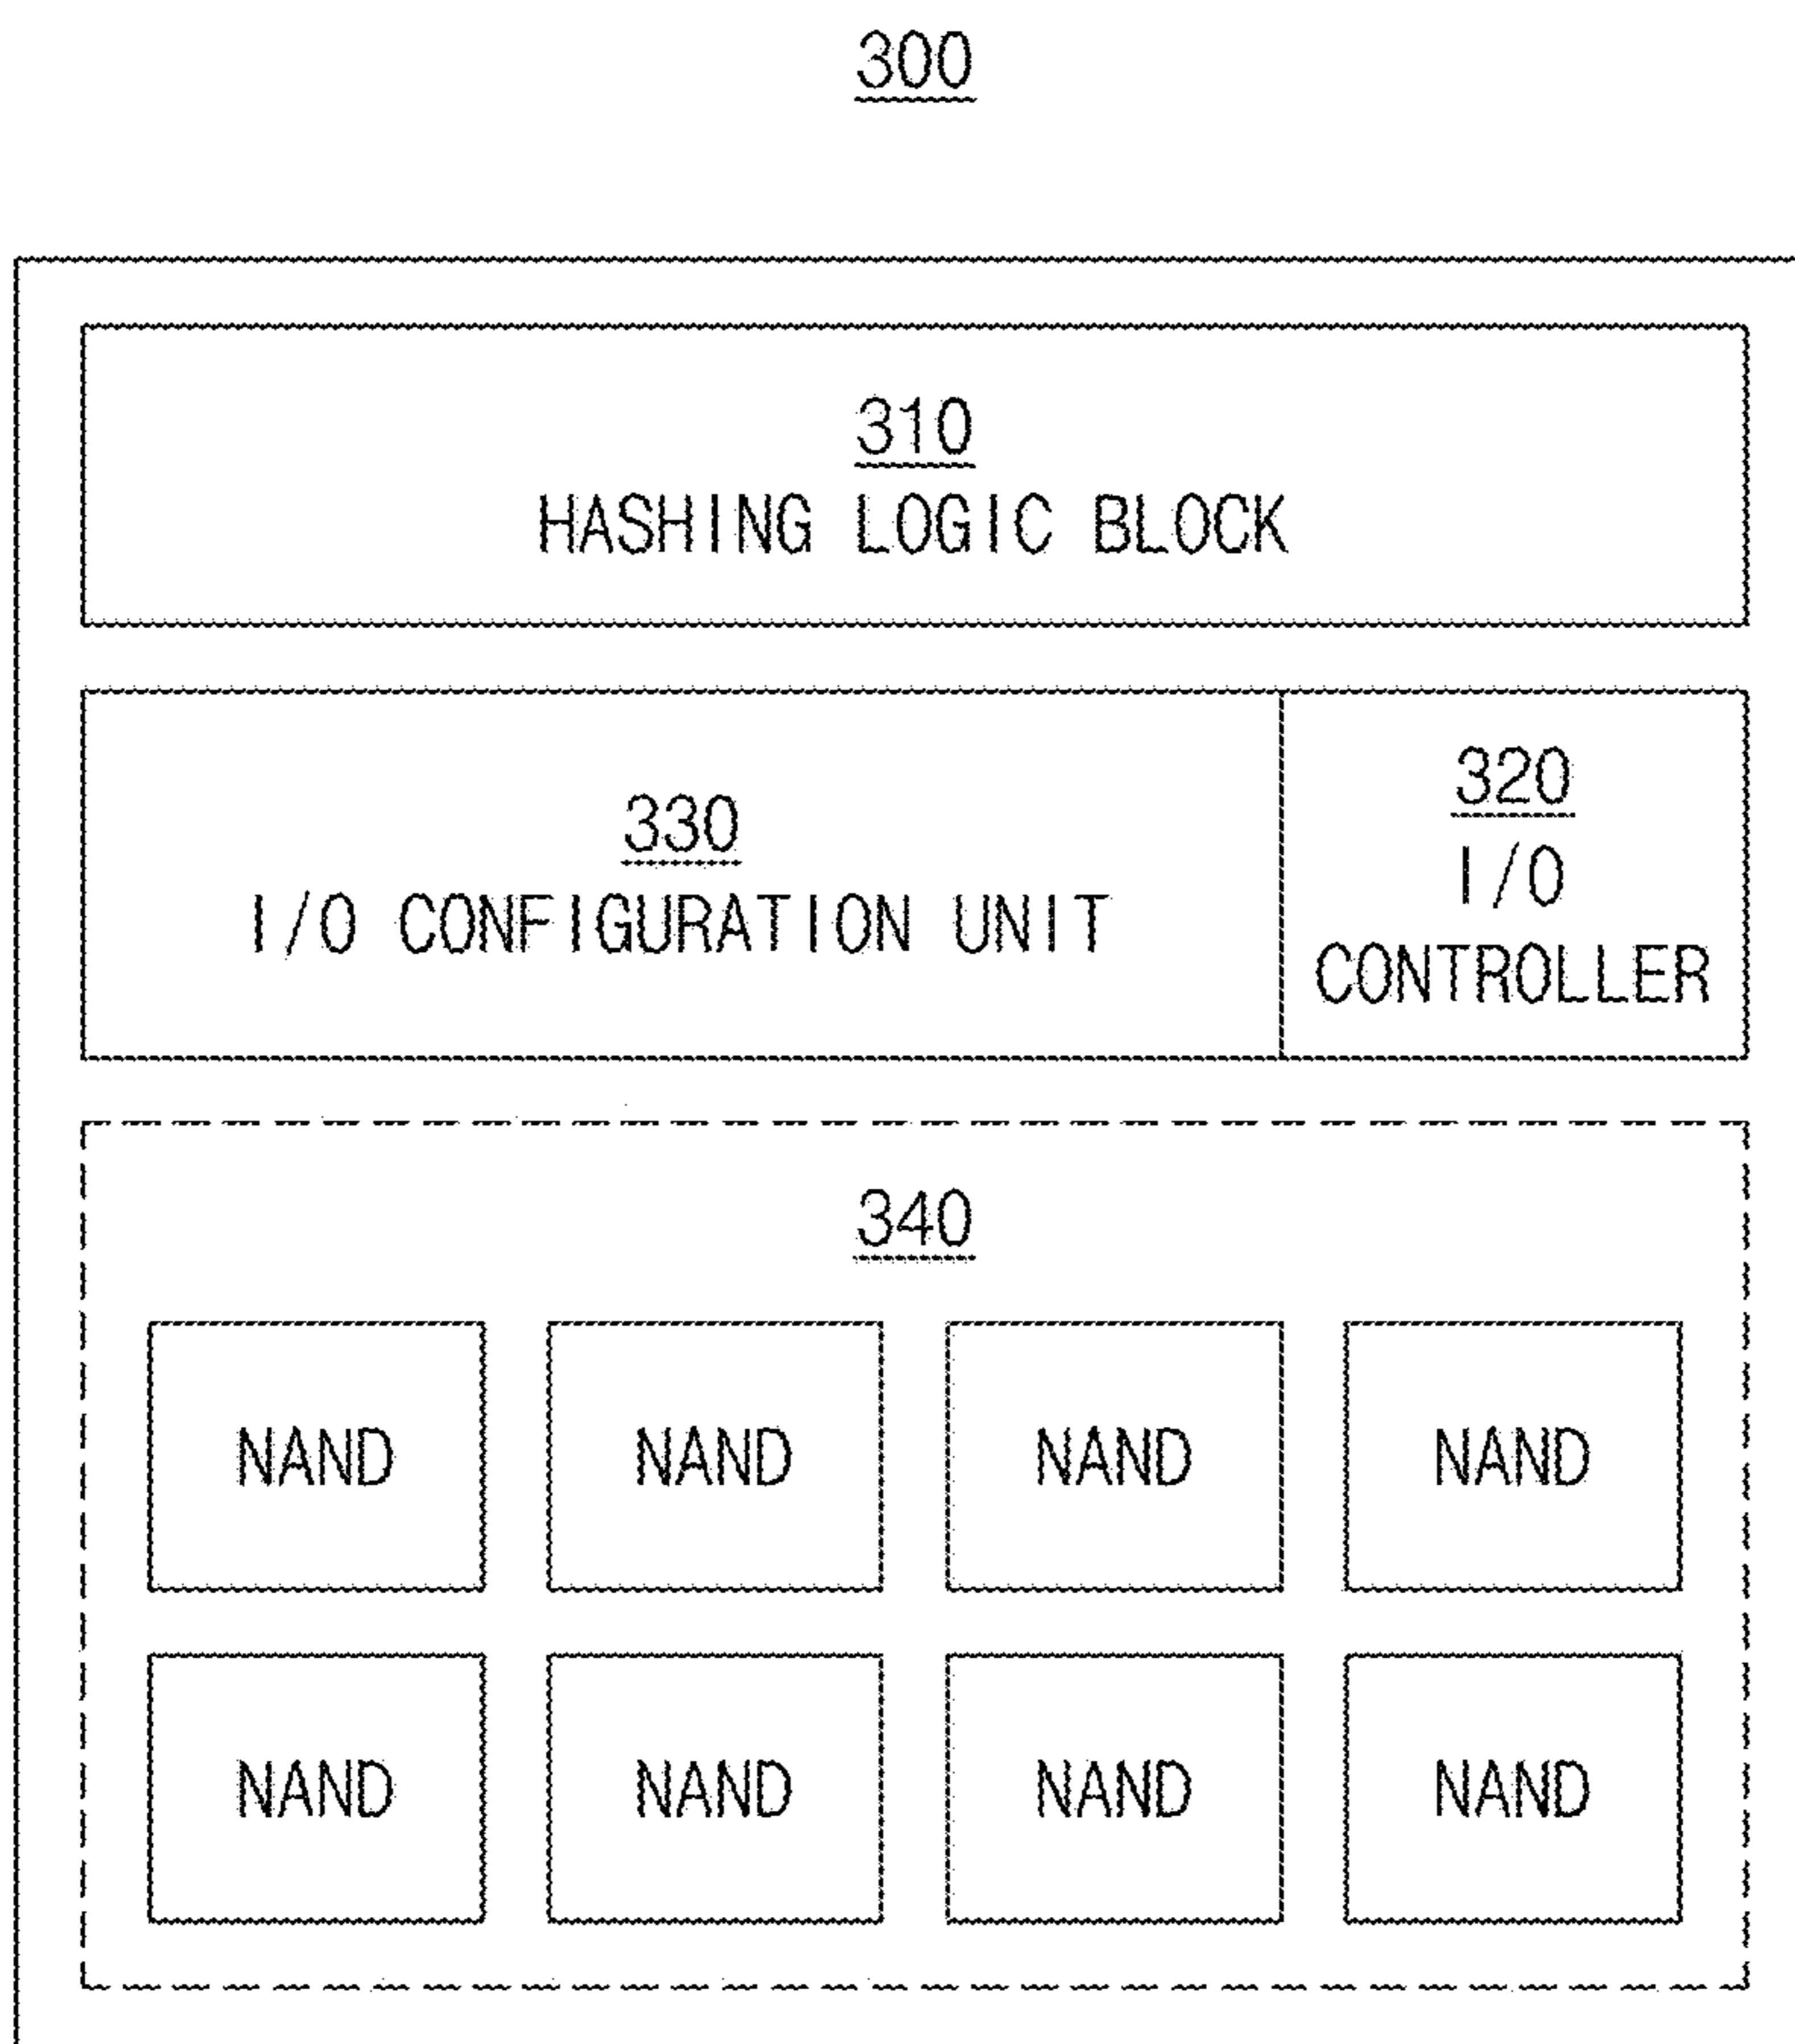 300
310
HASHING LOGIC BLOCK
330
I/O CONFIGURATION UNIT
320
I/O
CONTROLLER
340
NAND NAND NAND NAND
NAND NAND NAND NAND